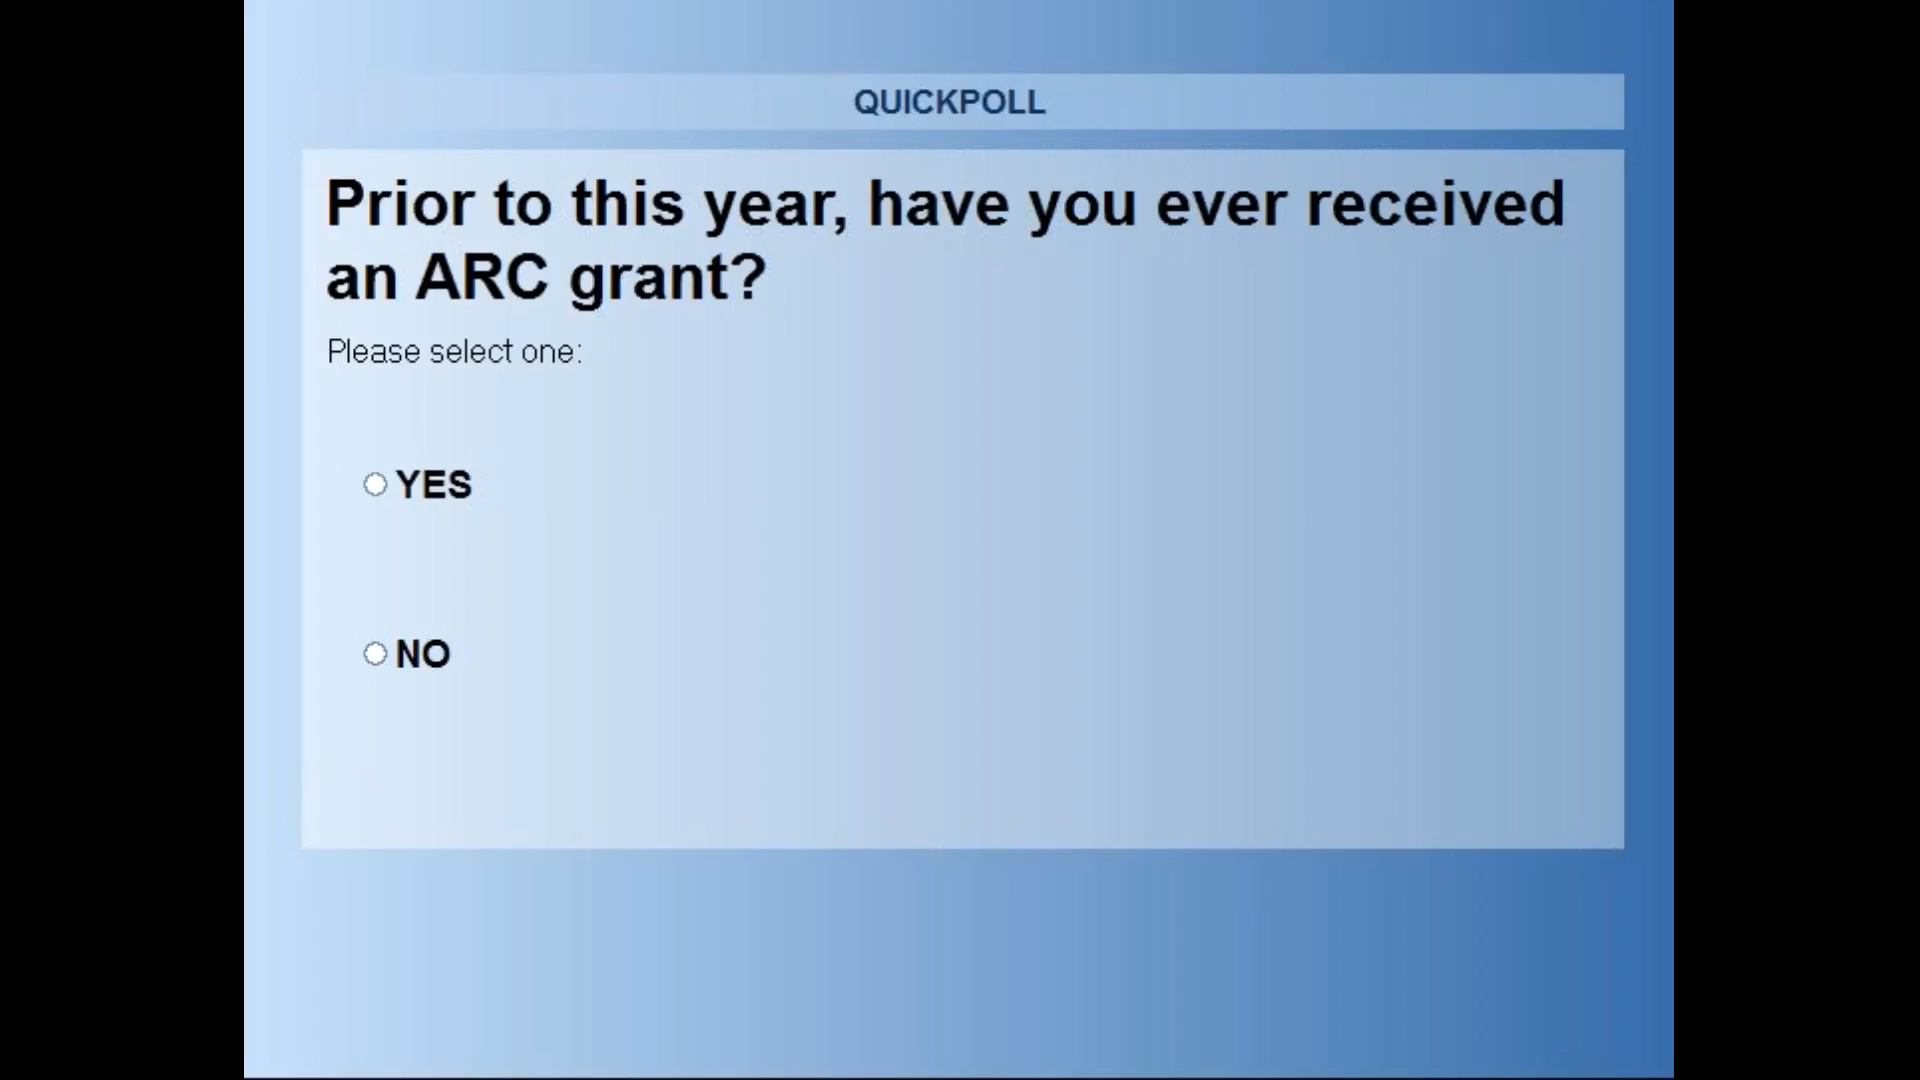 QUICKPOLL
Prior to this year, have you ever received
an ARC grant?
Please select one:
YES
NO